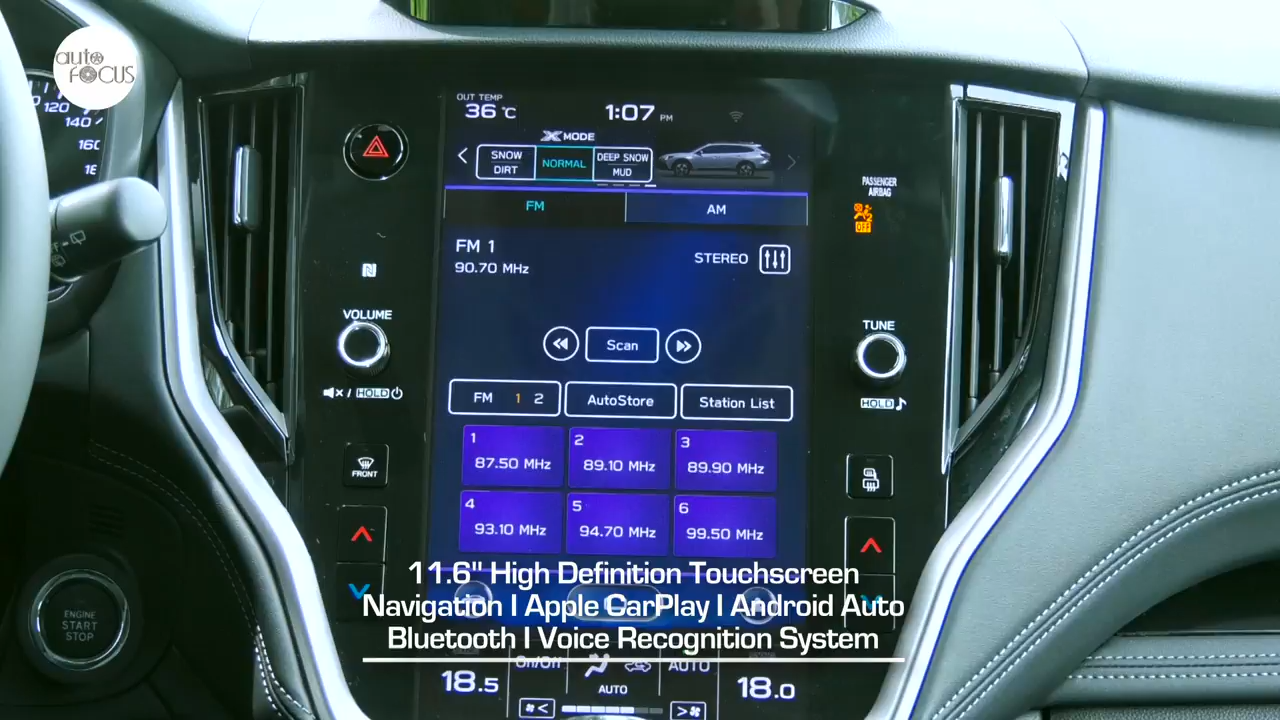 auto
FOCUS
120
140
160
OUT TEMP
36 °C
1:07 PM
X MODE
SNOW
DIRT
NORMAL
DEEP SNOW
MUD
FM
AM
PASSENGER
AIRBAG
OFF
FM 1
90.70 MHz
STEREO
VOLUME
TUNE
Scan
/ HOLD
HOLD
FM 1 2
AutoStore
Station List
1
87.50 MHz
2
89.10 MHz
3
89.90 MHz
FRONT
4
93.10 MHz
5
94.70 MHz
6
99.50 MHz
ENGINE
START
STOP
11.6" High Definition Touchscreen
Navigation | Apple CarPlay | Android Auto
Bluetooth | Voice Recognition System
On/Off
AUTO
18.5
AUTO
18.0